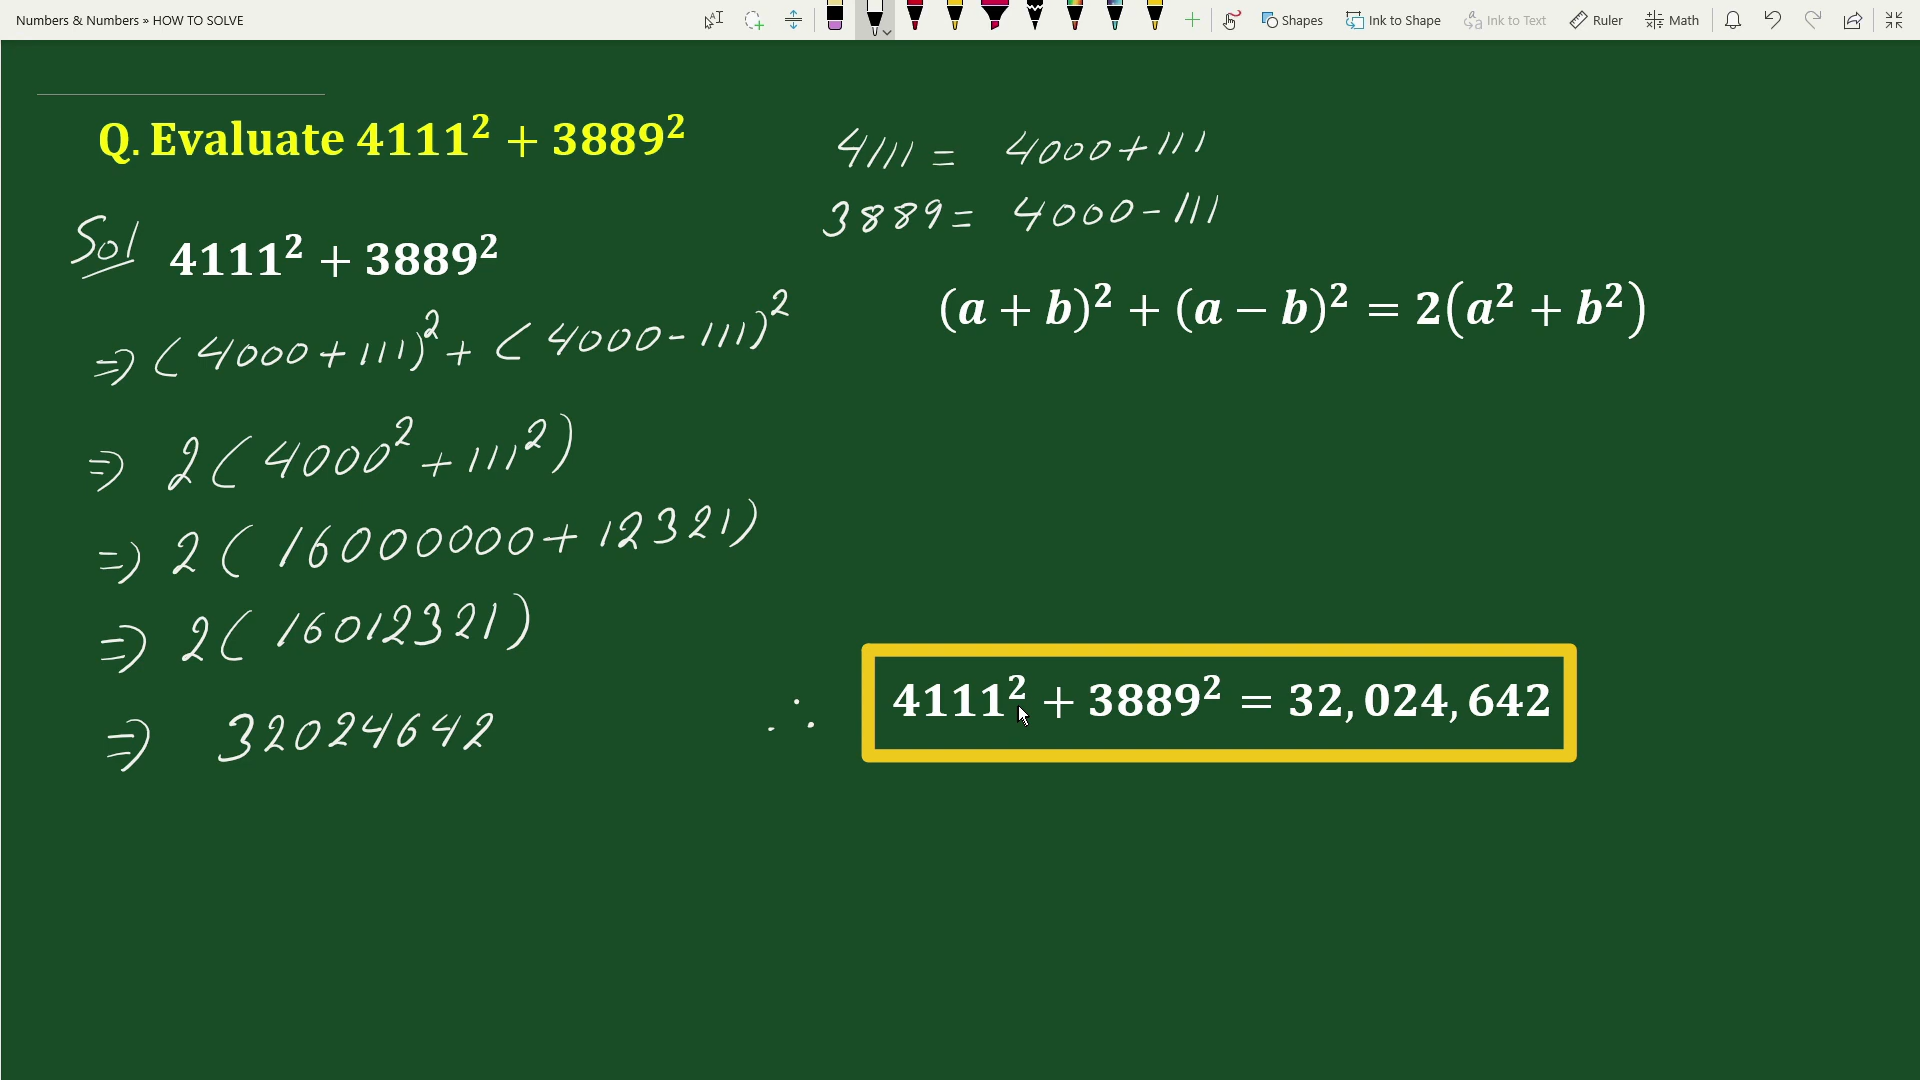 Numbers & Numbers » HOW TO SOLVE
Shapes Ink to Shape Ink to Text Ruler Math
Q. Evaluate 4111² + 3889²
4111 = 4000+111
3889 = 4000-111
Sol 4111² + 3889²
(a + b)² + (a − b)² = 2(a² + b²)
⇒ (4000+111)² + (4000-111)²
⇒ 2(4000² + 111²)
⇒ 2(16000000+12321)
⇒ 2(16012321)
⇒ 32024642
∴ 4111² + 3889² = 32,024,642